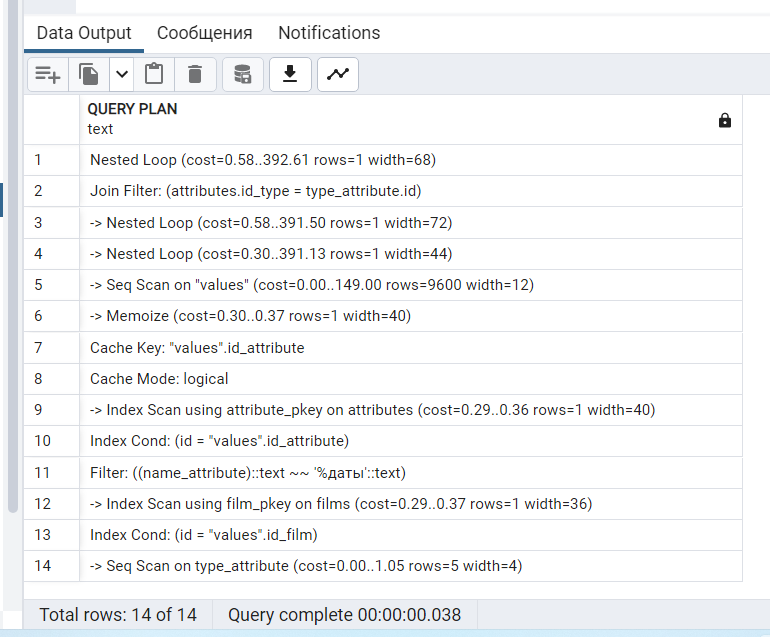 Data Output Сообщения Notifications
QUERY PLAN
text
1 Nested Loop (cost=0.58..392.61 rows=1 width=68)
2 Join Filter: (attributes.id_type = type_attribute.id)
3 -> Nested Loop (cost=0.58..391.50 rows=1 width=72)
4 -> Nested Loop (cost=0.30..391.13 rows=1 width=44)
5 -> Seq Scan on "values" (cost=0.00..149.00 rows=9600 width=12)
6 -> Memoize (cost=0.30..0.37 rows=1 width=40)
7 Cache Key: "values".id_attribute
8 Cache Mode: logical
9 -> Index Scan using attribute_pkey on attributes (cost=0.29..0.36 rows=1 width=40)
10 Index Cond: (id = "values".id_attribute)
11 Filter: ((name_attribute)::text ~~ '%даты'::text)
12 -> Index Scan using film_pkey on films (cost=0.29..0.37 rows=1 width=36)
13 Index Cond: (id = "values".id_film)
14 -> Seq Scan on type_attribute (cost=0.00..1.05 rows=5 width=4)
Total rows: 14 of 14 Query complete 00:00:00.038